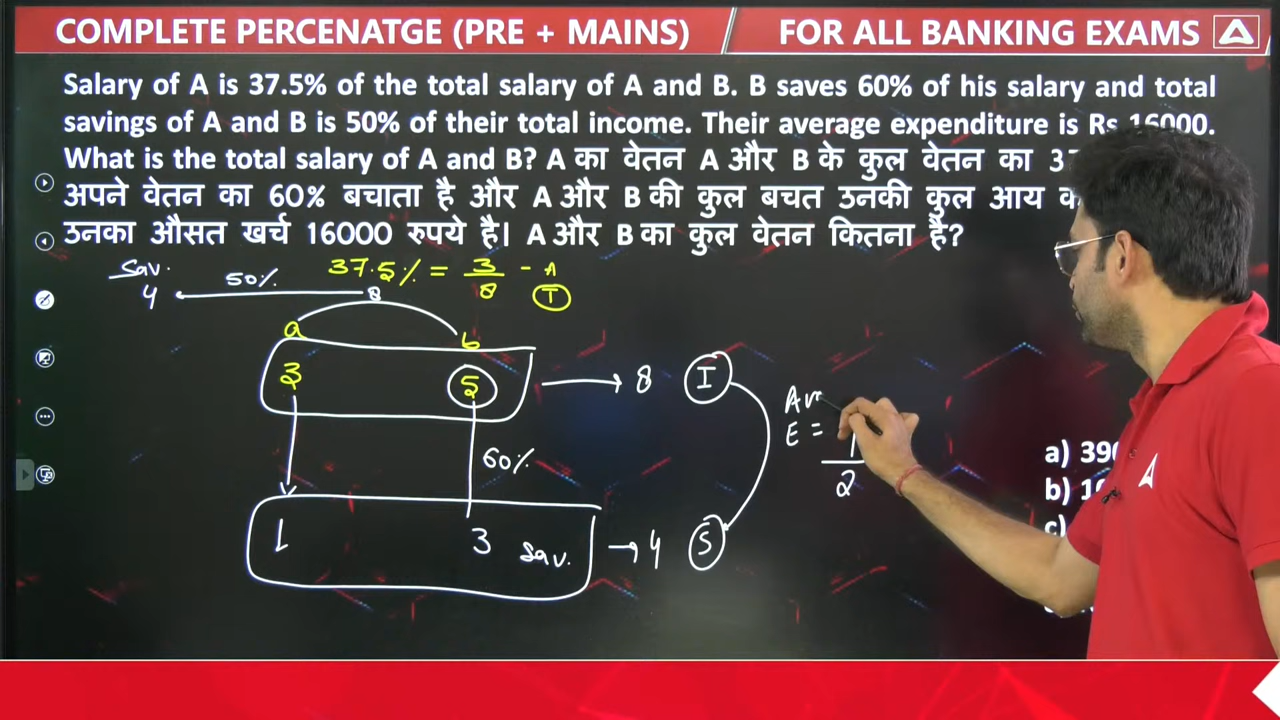 COMPLETE PERCENATGE (PRE + MAINS) FOR ALL BANKING EXAMS
Salary of A is 37.5% of the total salary of A and B. B saves 60% of his salary and total
savings of A and B is 50% of their total income. Their average expenditure is Rs 16000.
What is the total salary of A and B? A का वेतन A और B के कुल वेतन का
अपने वेतन का 60% बचाता है और A और B की कुल बचत उनकी कुल आय
उनका औसत खर्च 16000 रुपये है। A और B का कुल वेतन कितना है?
Sav. 50% 37.5% = 3/8 - A
4 8 T
a b
3 5 → 8 I
Av
E =
2
60%
a) 39
b) 1
c)
1 3 Sav. → 4 S